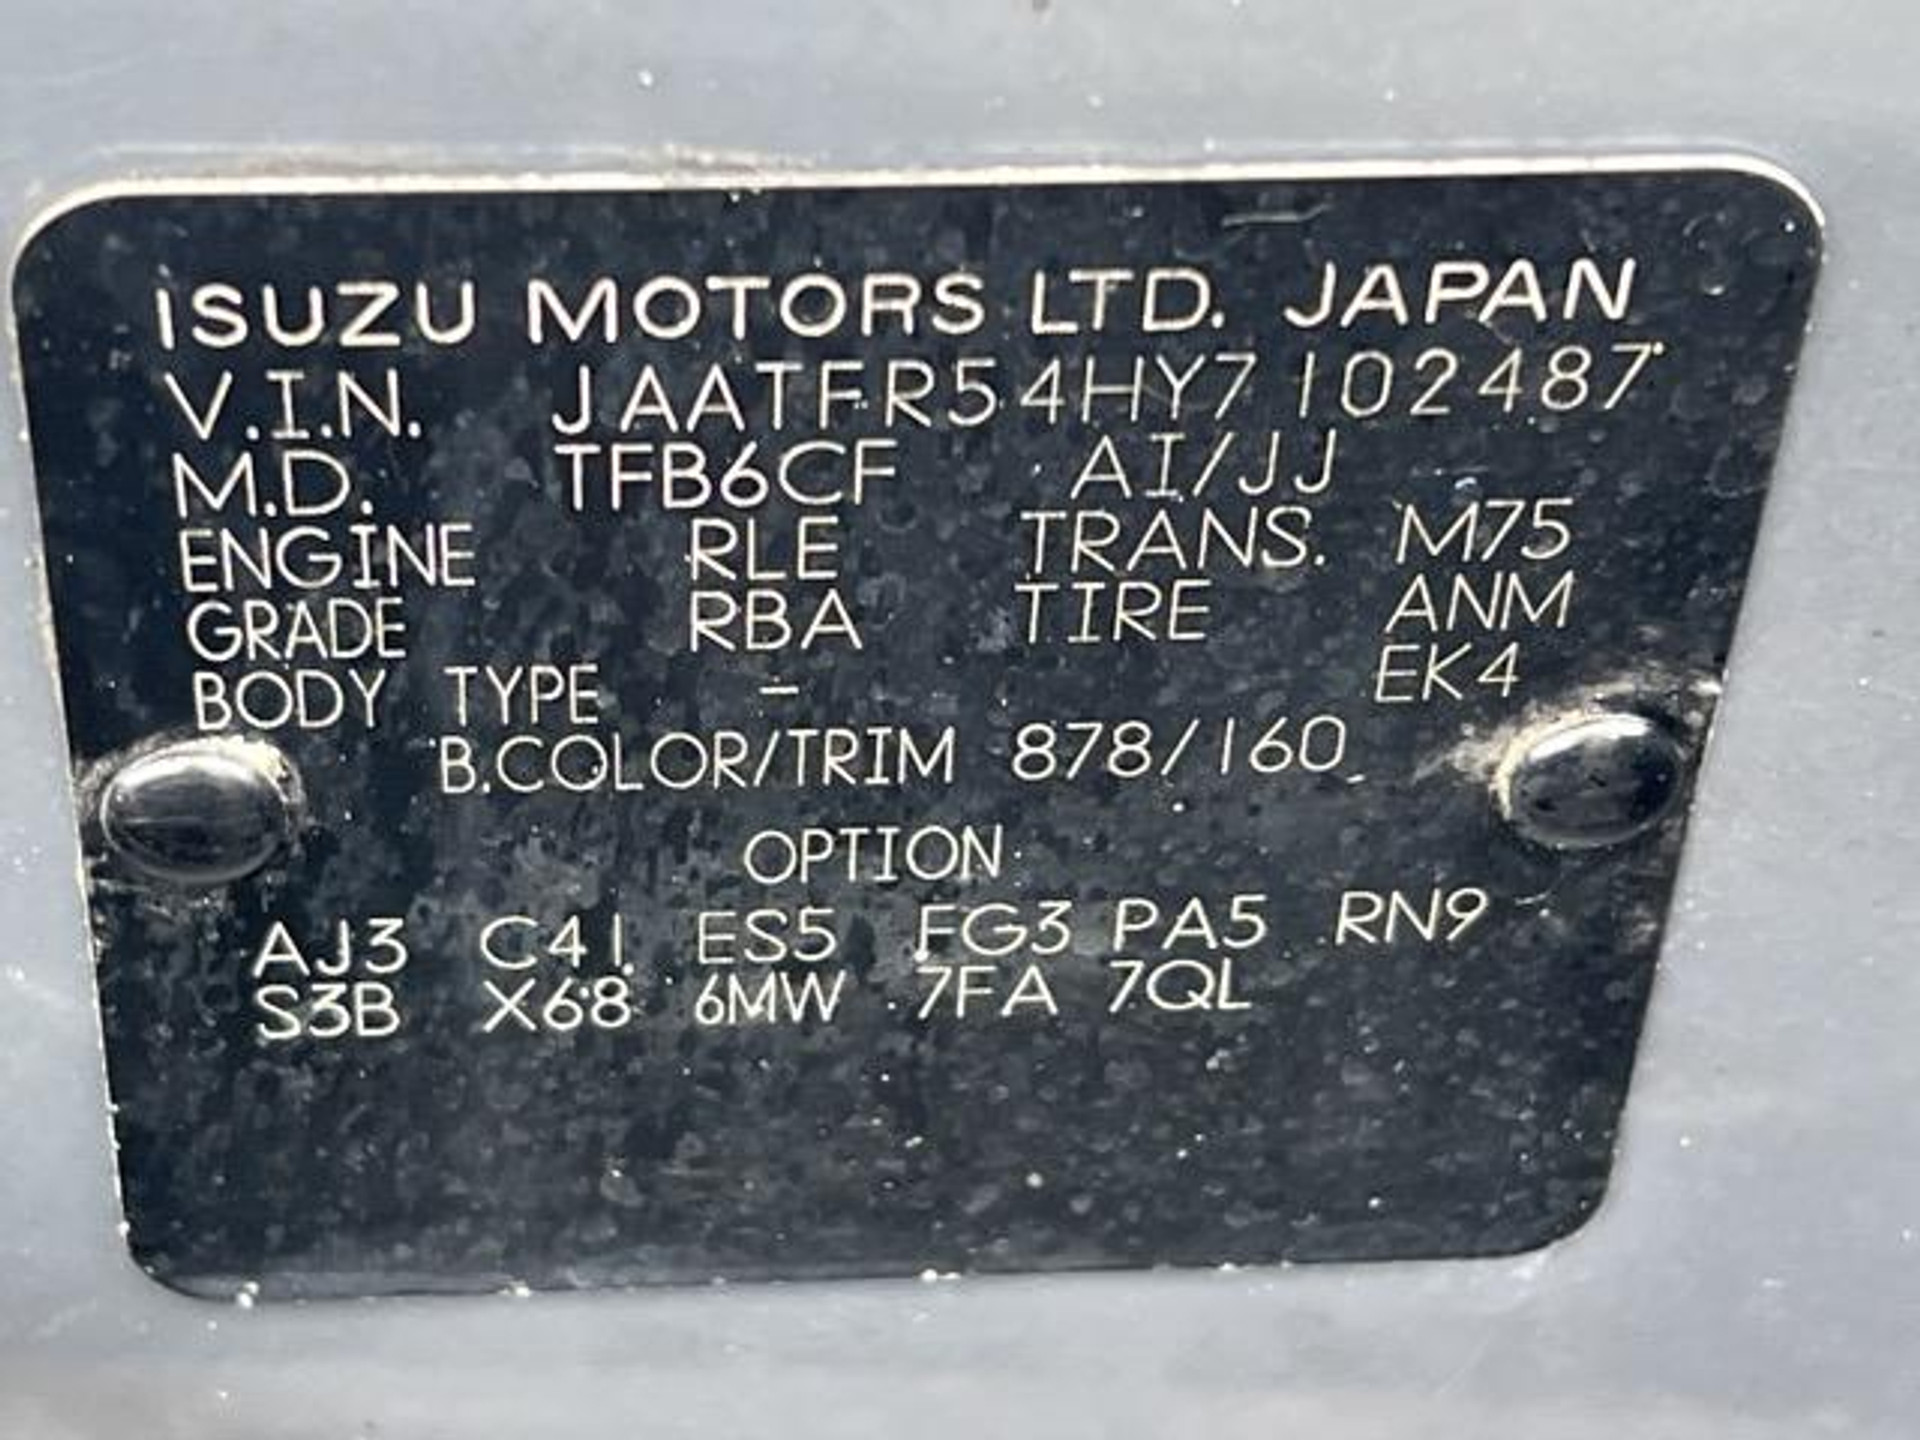 ISUZU MOTORS LTD. JAPAN
V.I.N. JAATFR54HY7102487
M.D. TFB6CF AI/JJ
ENGINE RLE TRANS. M75
GRADE RBA TIRE ANM
BODY TYPE - EK4
B.COLOR/TRIM 878/160
OPTION
AJ3 C41 ES5 FG3 PA5 RN9
S3B X68 6MW 7FA 7QL